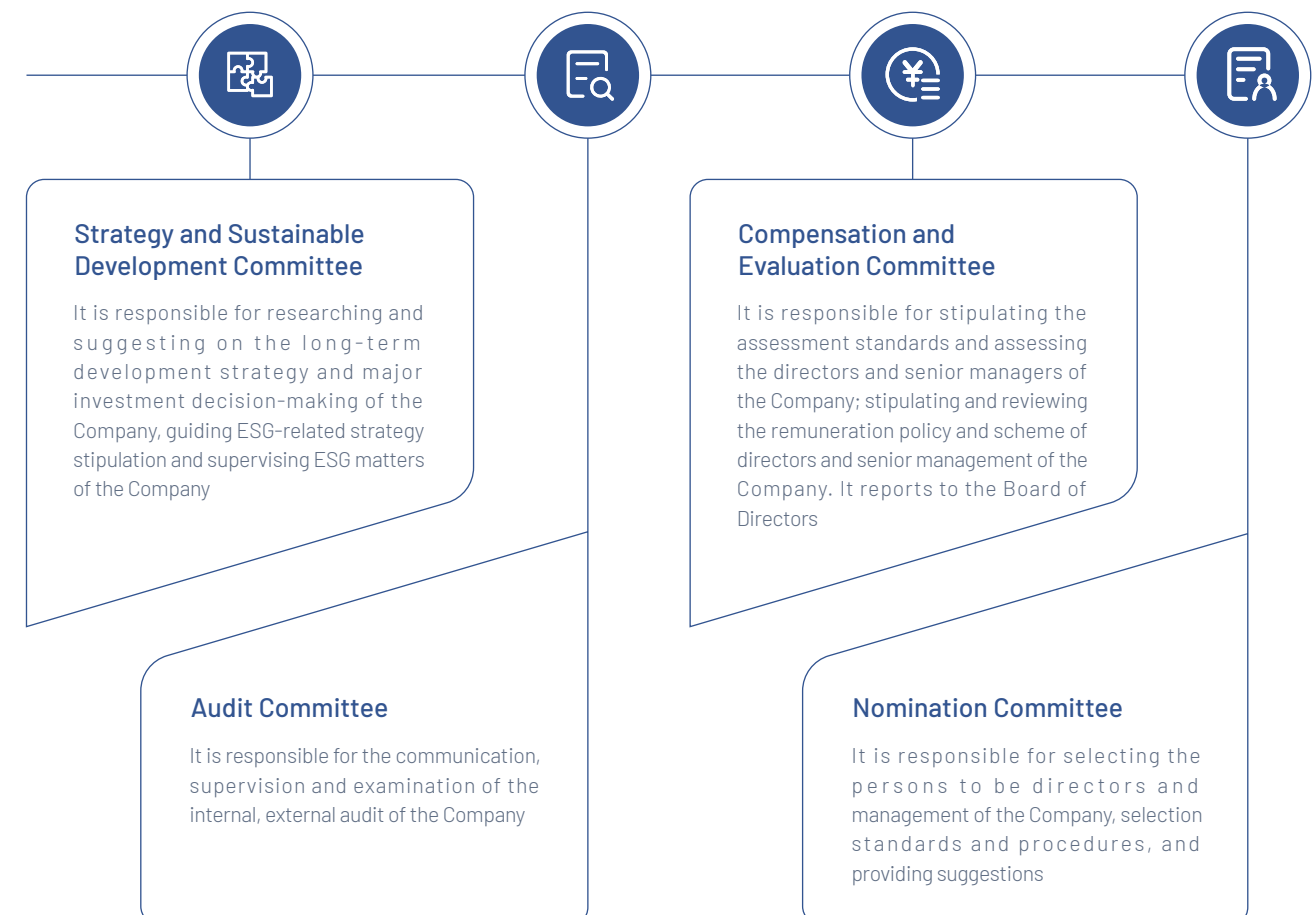 Strategy and Sustainable
Development Committee
It is responsible for researching and
suggesting on the long-term
development strategy and major
investment decision-making of the
Company, guiding ESG-related strategy
stipulation and supervising ESG matters
of the Company
Audit Committee
It is responsible for the communication,
supervision and examination of the
internal, external audit of the Company
Compensation and
Evaluation Committee
It is responsible for stipulating the
assessment standards and assessing
the directors and senior managers of
the Company; stipulating and reviewing
the remuneration policy and scheme of
directors and senior management of the
Company. It reports to the Board of
Directors
Nomination Committee
It is responsible for selecting the
persons to be directors and
management of the Company, selection
standards and procedures, and
providing suggestions